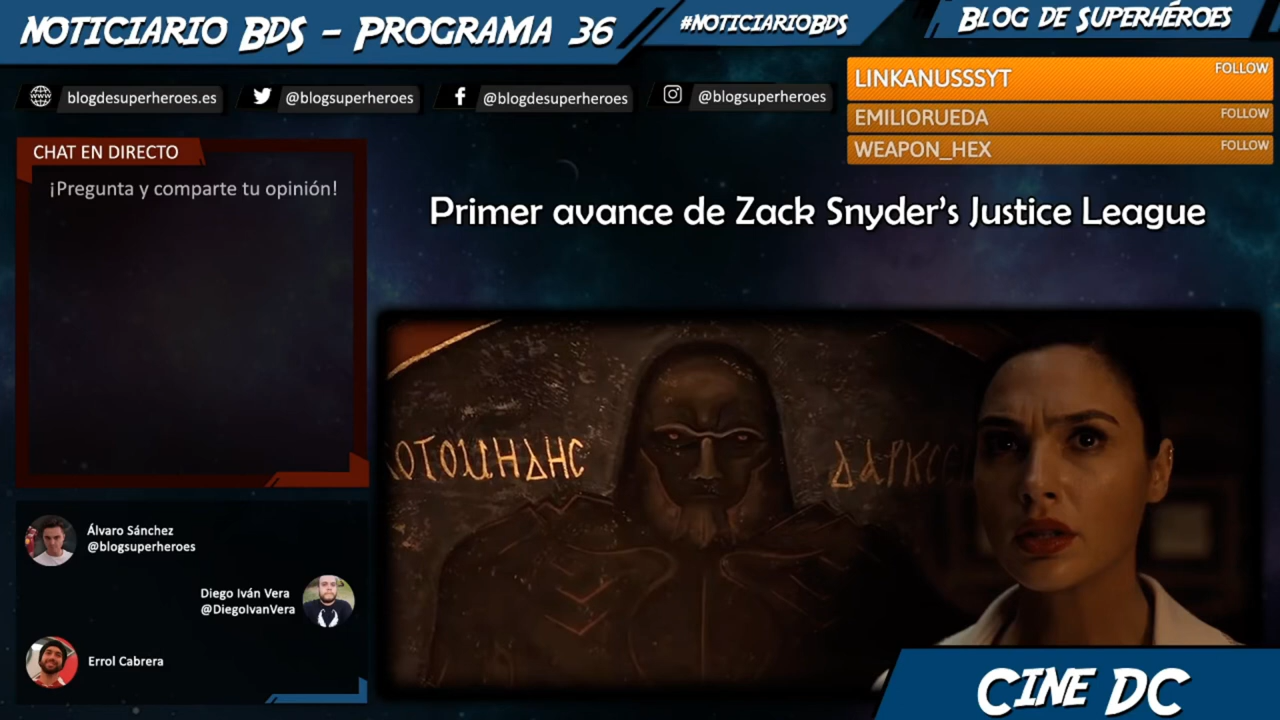 NOTICIARIO BDS – PROGRAMA 36
#NOTICIARIOBDS
BLOG DE SUPERHÉROES
blogdesuperheroes.es
@blogsuperheroes
@blogdesuperheroes
@blogsuperheroes
LINKANUSSSYT FOLLOW
EMILIORUEDA FOLLOW
WEAPON_HEX FOLLOW
CHAT EN DIRECTO
¡Pregunta y comparte tu opinión!
Primer avance de Zack Snyder’s Justice League
Álvaro Sánchez
@blogsuperheroes
Diego Iván Vera
@DiegoIvanVera
Errol Cabrera
CINE DC